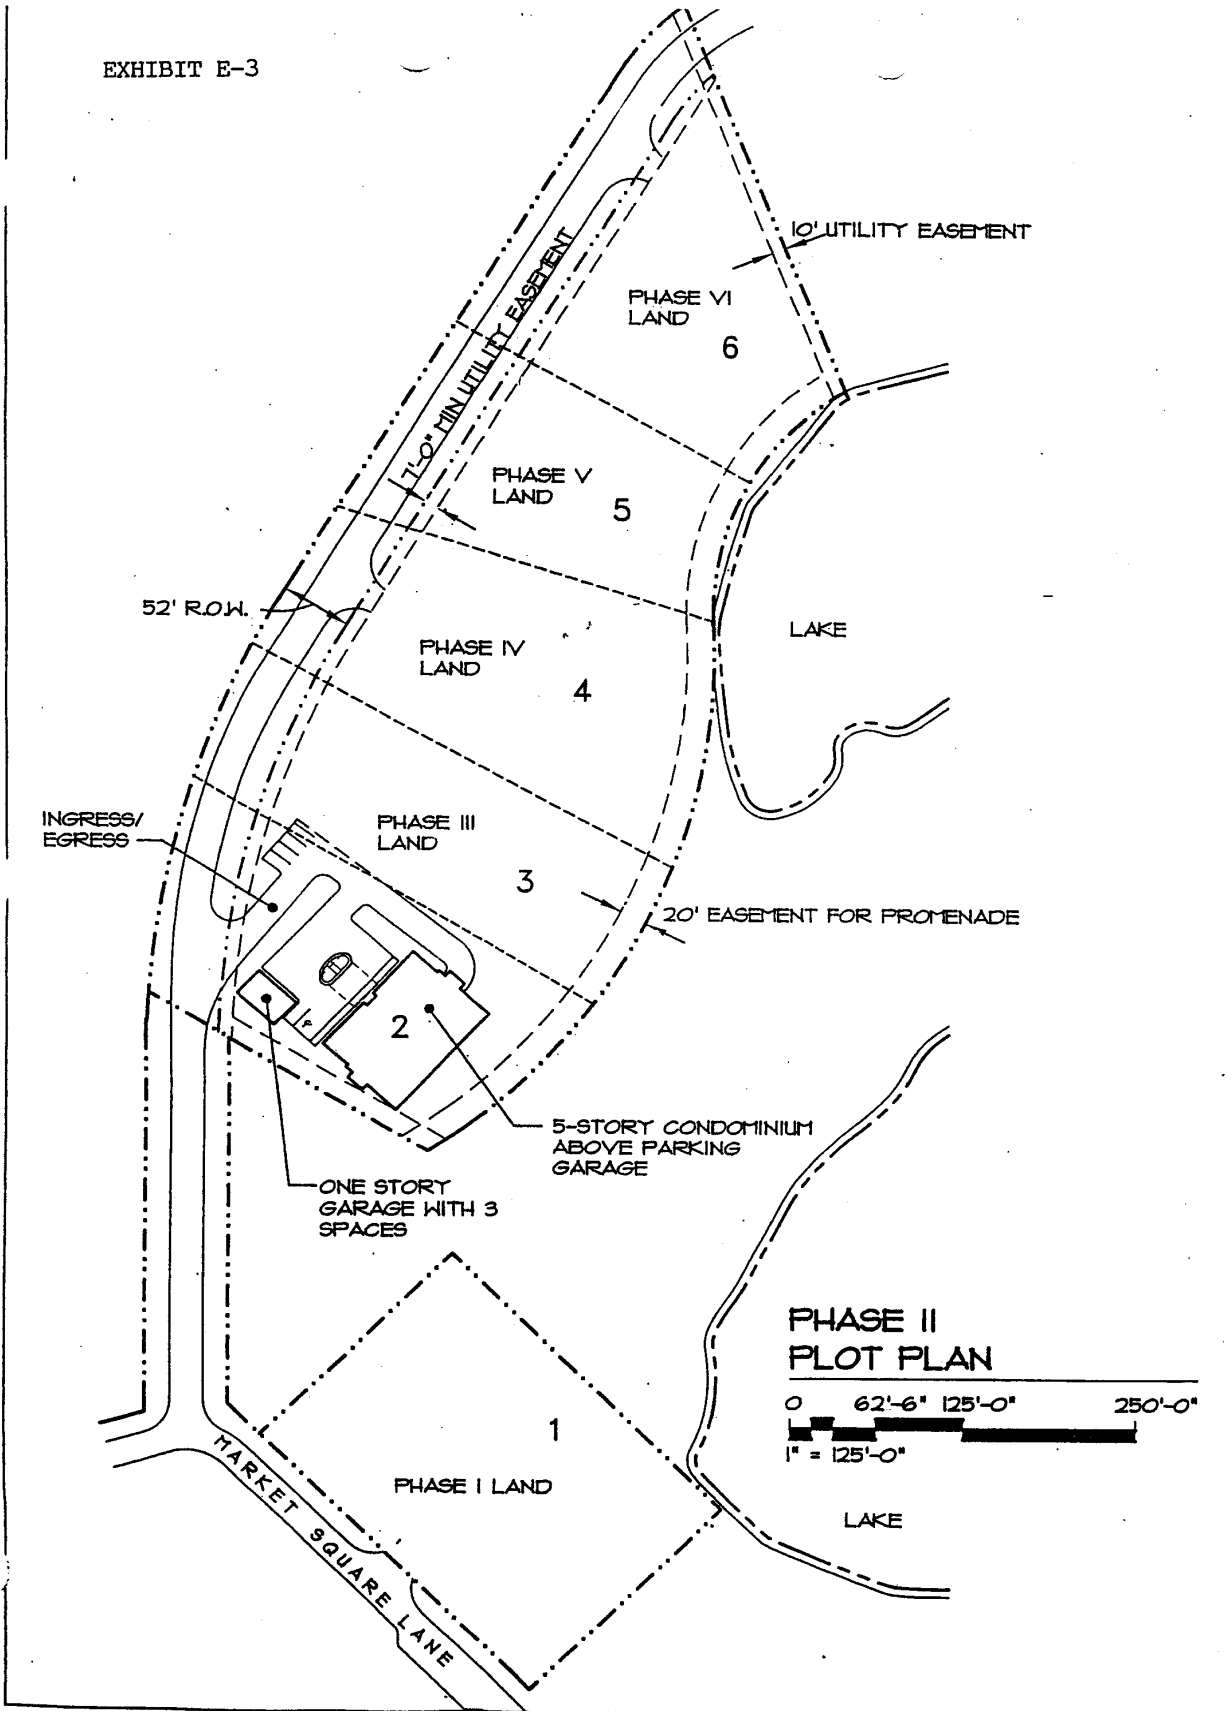 EXHIBIT E-3
10' UTILITY EASEMENT
7'-0" MIN UTILITY EASEMENT
PHASE VI
LAND
6
PHASE V
LAND
5
52' R.O.W.
PHASE IV
LAND
4
LAKE
INGRESS/
EGRESS
PHASE III
LAND
3
20' EASEMENT FOR PROMENADE
2
5-STORY CONDOMINIUM
ABOVE PARKING
GARAGE
ONE STORY
GARAGE WITH 3
SPACES
PHASE II
PLOT PLAN
0 62'-6" 125'-0" 250'-0"
1" = 125'-0"
1
PHASE I LAND
MARKET SQUARE LANE
LAKE